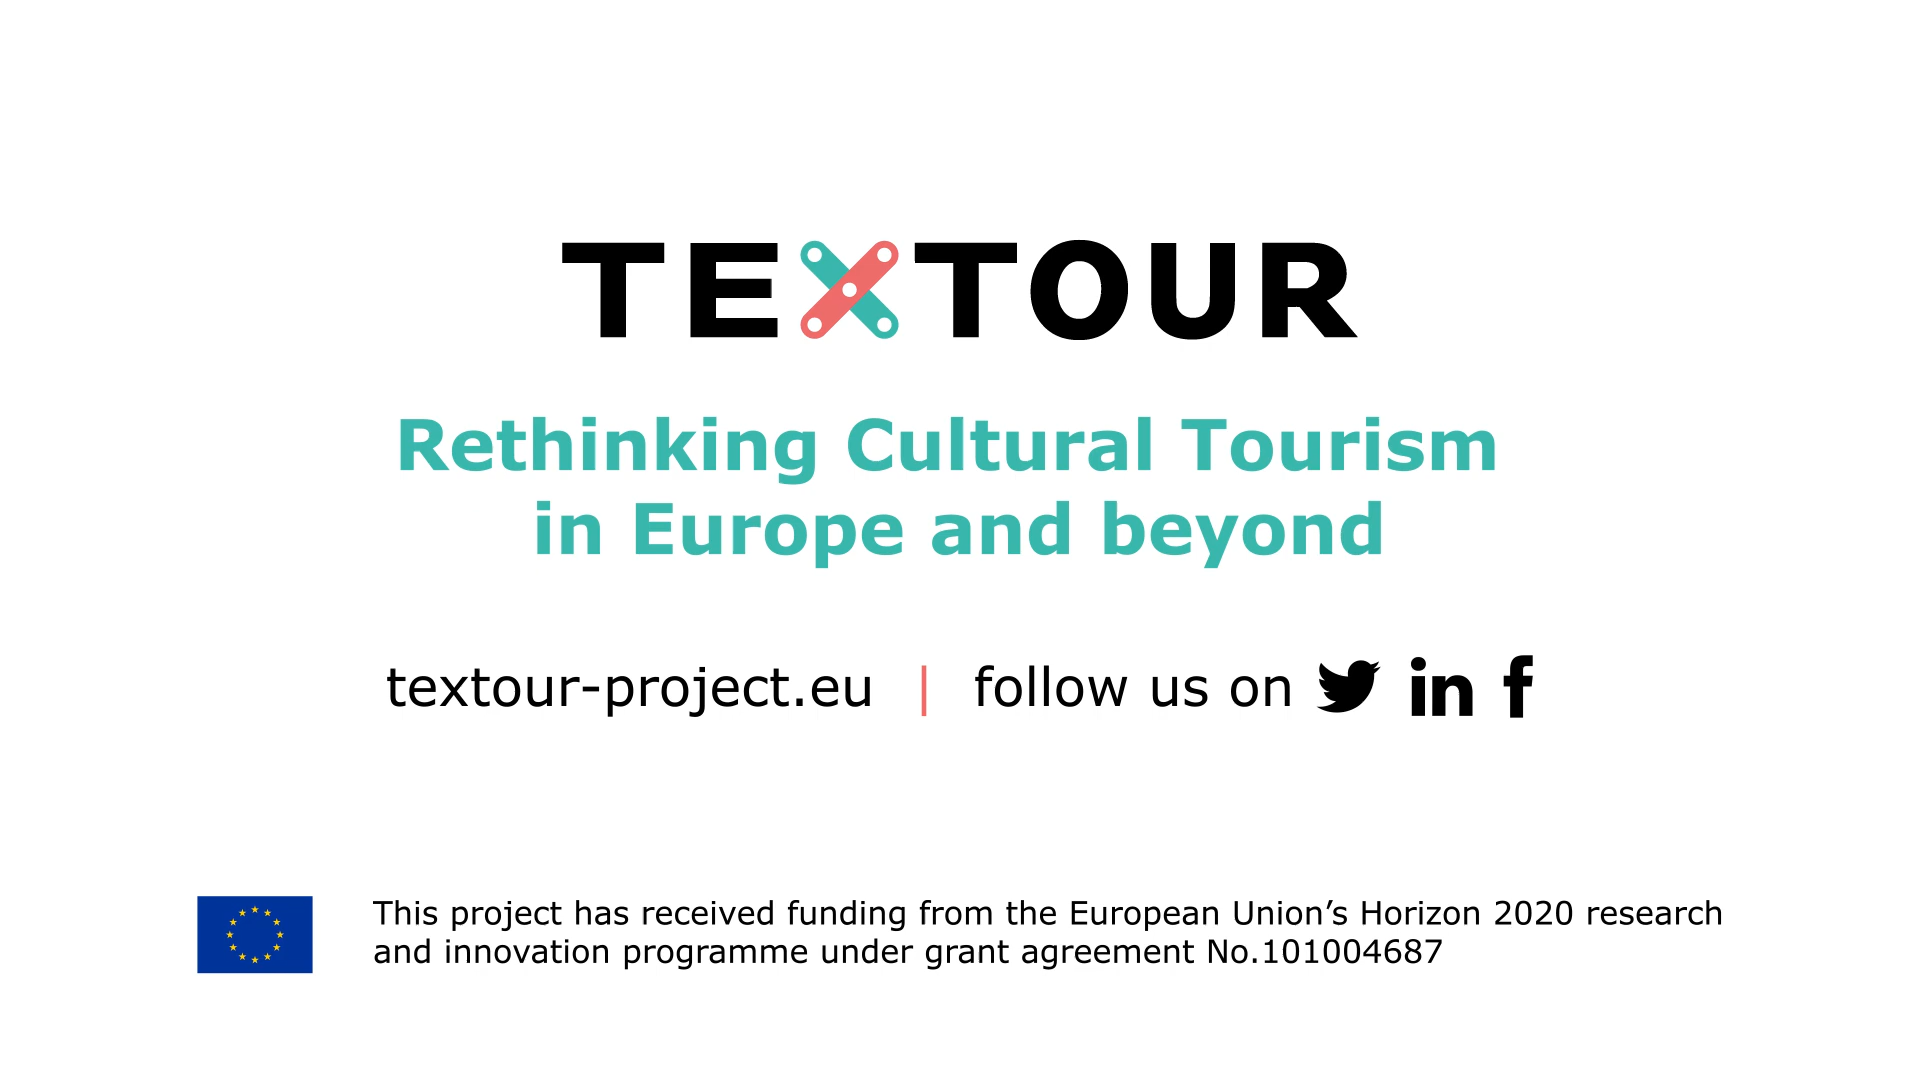 TEXTOUR
Rethinking Cultural Tourism
in Europe and beyond
textour-project.eu | follow us on
This project has received funding from the European Union’s Horizon 2020 research
and innovation programme under grant agreement No.101004687